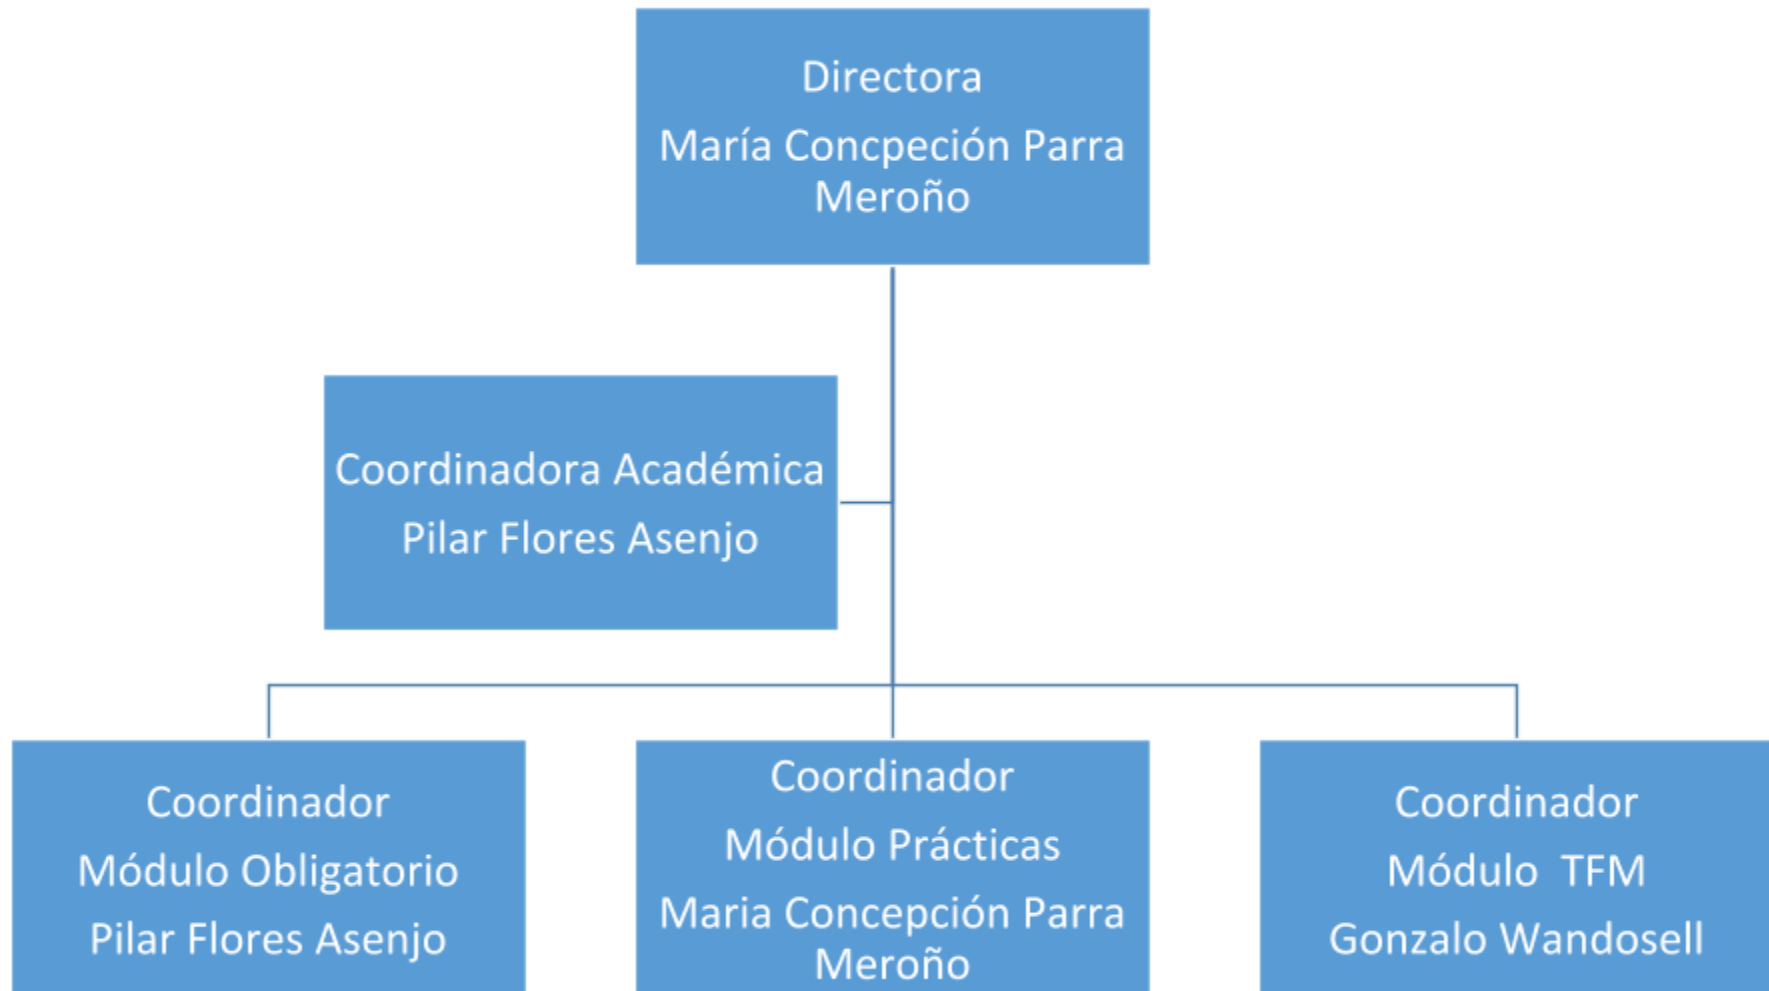 Directora
María Concpeción Parra
Meroño
Coordinadora Académica
Pilar Flores Asenjo
Coordinador
Módulo Obligatorio
Pilar Flores Asenjo
Coordinador
Módulo Prácticas
Maria Concepción Parra
Meroño
Coordinador
Módulo  TFM
Gonzalo Wandosell